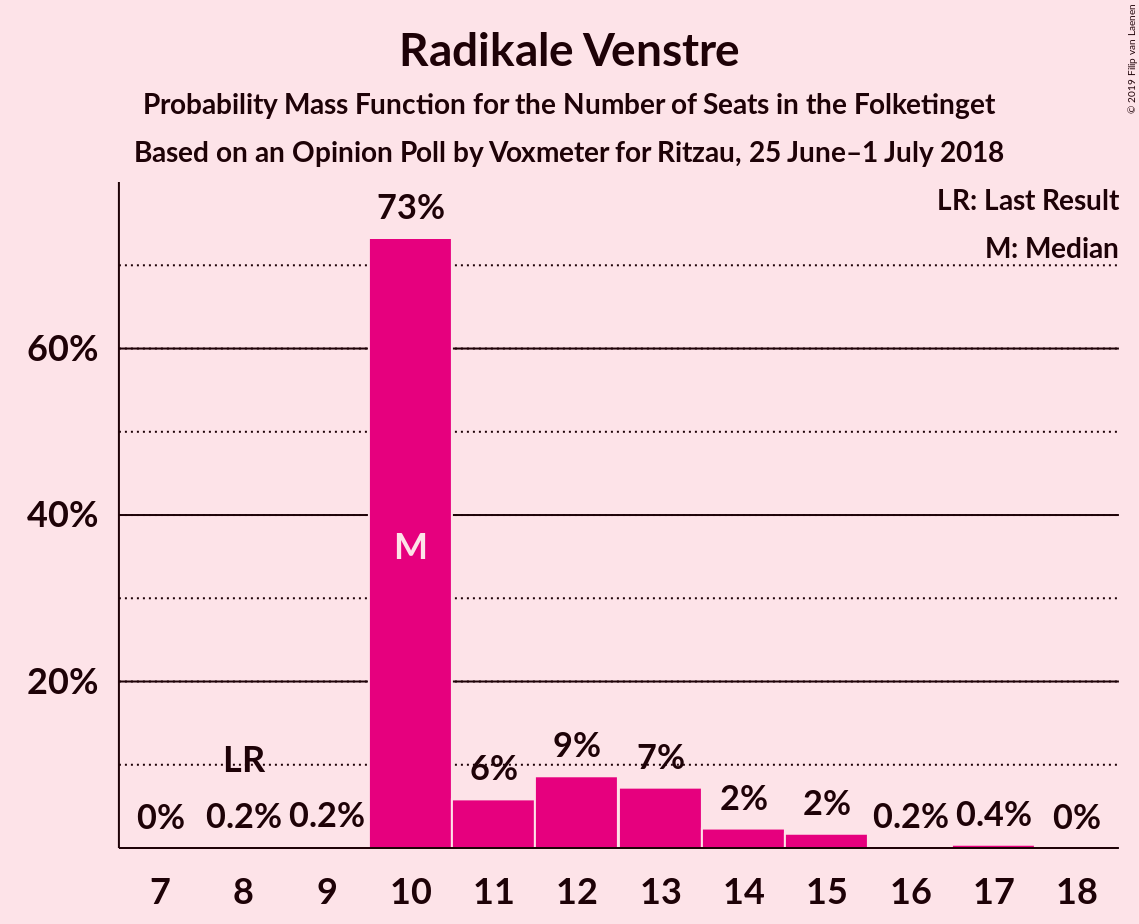 Radikale Venstre
Probability Mass Function for the Number of Seats in the Folketinget
Based on an Opinion Poll by Voxmeter for Ritzau, 25 June–1 July 2018
© 2019 Filip van Laenen
LR: Last Result
M: Median
73%
60%
40%
M
20%
LR
0%
0.2%
0.2%
6%
9%
7%
2%
2%
0.2%
0.4%
0%
7 8 9 10 11 12 13 14 15 16 17 18